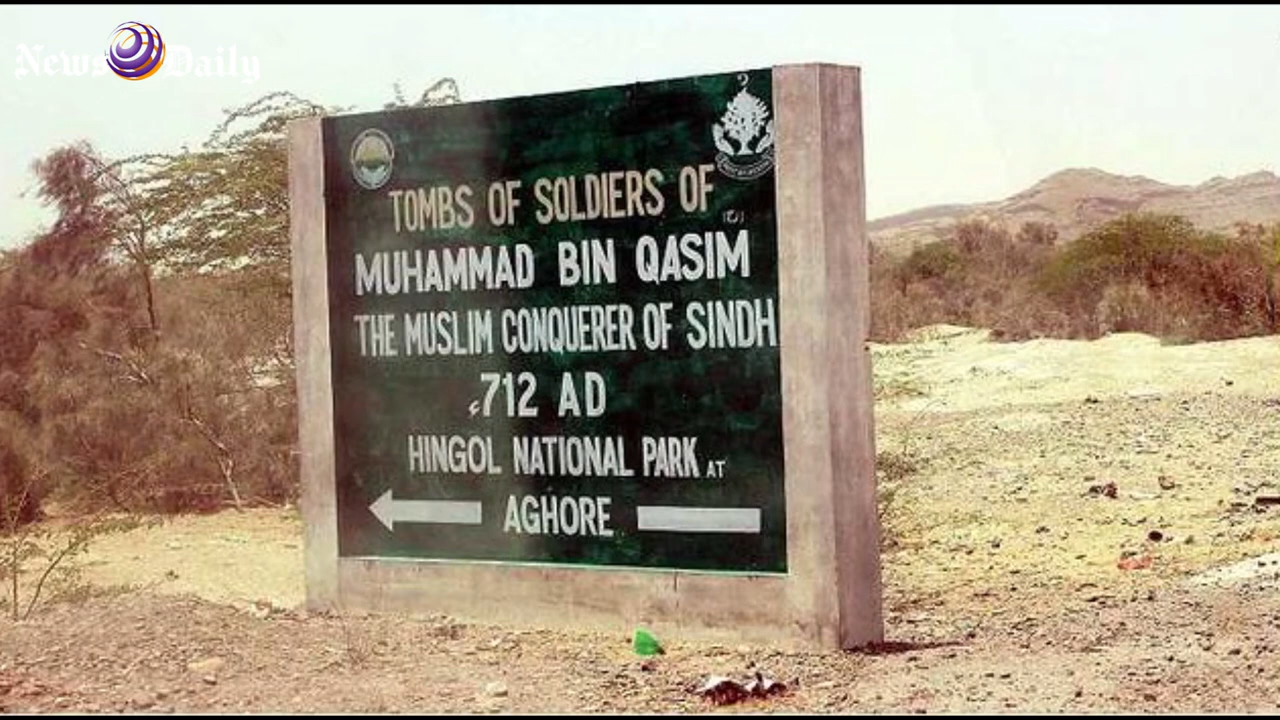 News Daily
TOMBS OF SOLDIERS OF
MUHAMMAD BIN QASIM
THE MUSLIM CONQUERER OF SINDH
712 AD
HINGOL NATIONAL PARK AT
AGHORE